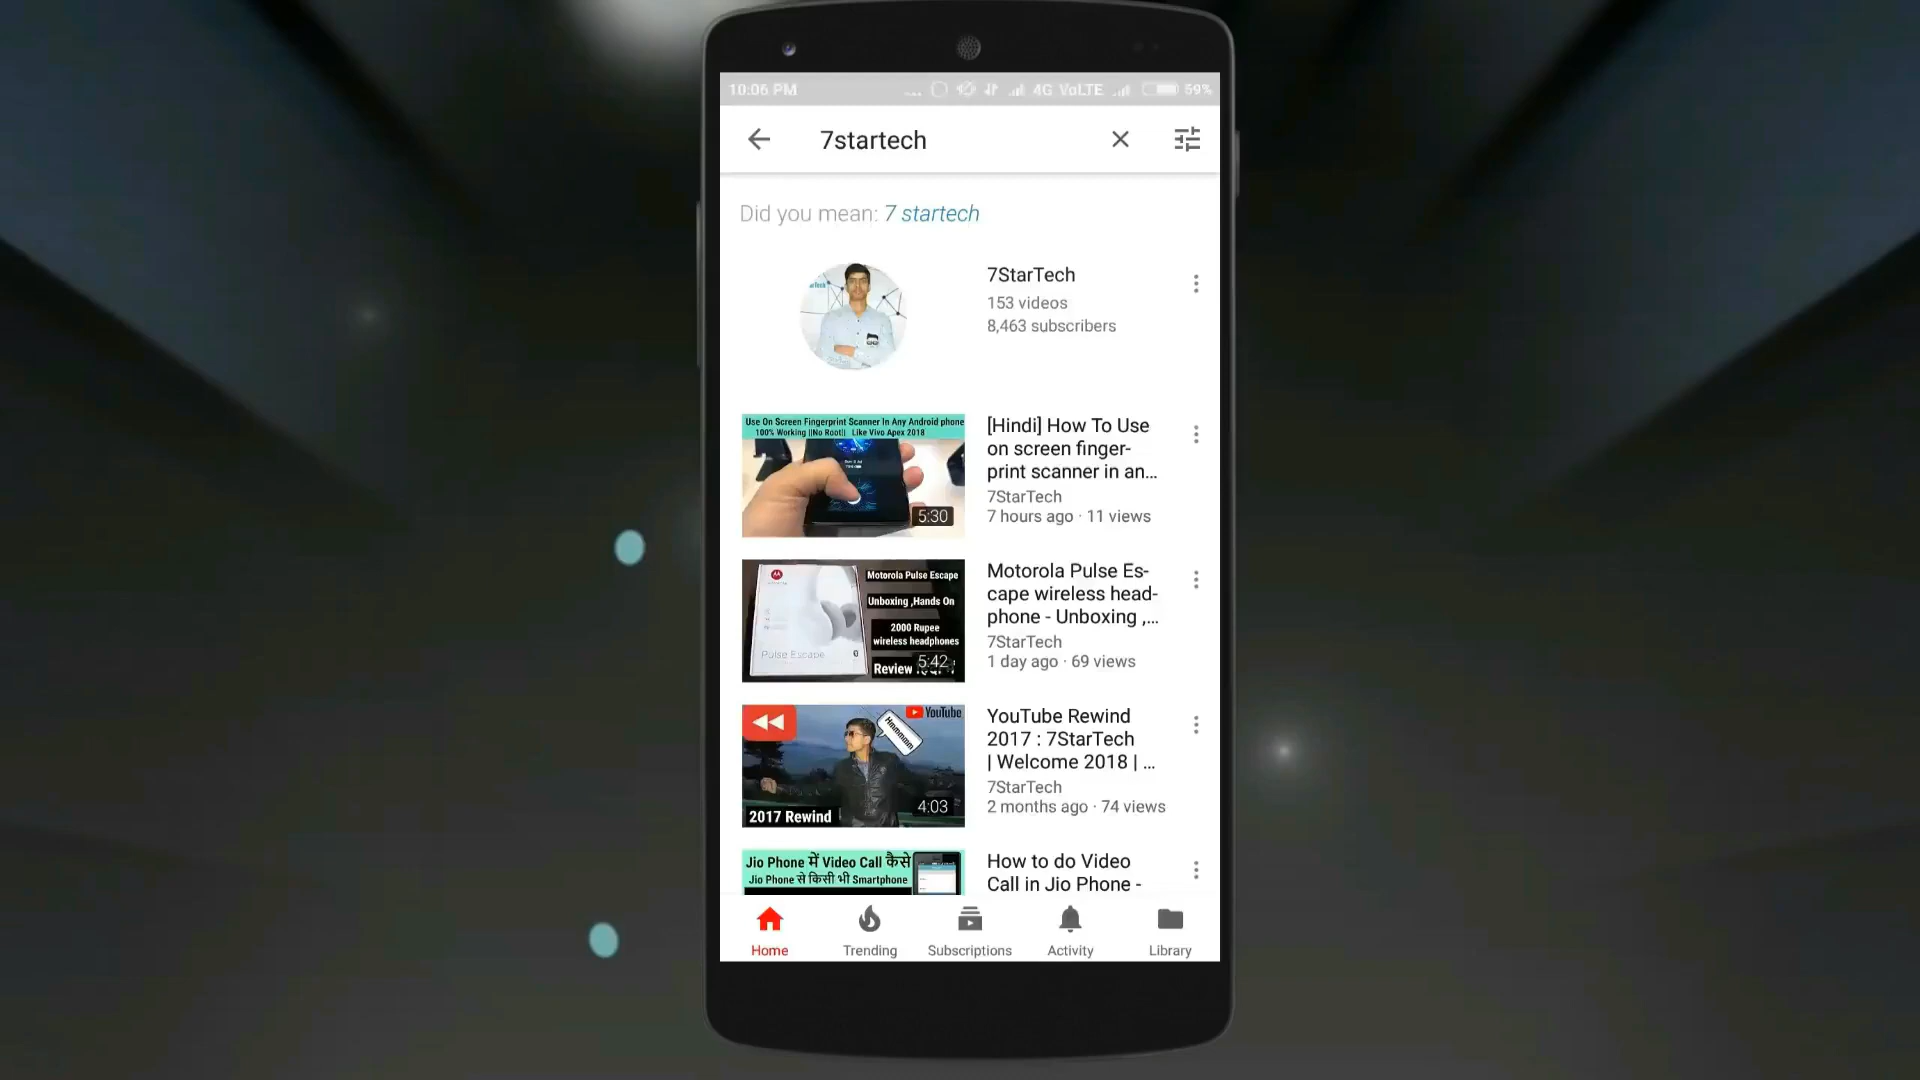 10:06 PM
4G VoLTE
59%
7startech
Did you mean: 7 startech
7StarTech
153 videos
8,463 subscribers
Use On Screen Fingerprint Scanner In Any Android phone
100% Working ||No Root|| Like Vivo Apex 2018
5:30
[Hindi] How To Use
on screen finger-
print scanner in an...
7StarTech
7 hours ago · 11 views
Motorola Pulse Escape
Unboxing ,Hands On
2000 Rupee
wireless headphones
Pulse Escape
Review
5:42
Motorola Pulse Es-
cape wireless head-
phone - Unboxing ,...
7StarTech
1 day ago · 69 views
YouTube
Hmmmmm
2017 Rewind
4:03
YouTube Rewind
2017 : 7StarTech
| Welcome 2018 | ...
7StarTech
2 months ago · 74 views
Jio Phone में Video Call कैसे
Jio Phone से किसी भी Smartphone
How to do Video
Call in Jio Phone -
Home
Trending
Subscriptions
Activity
Library